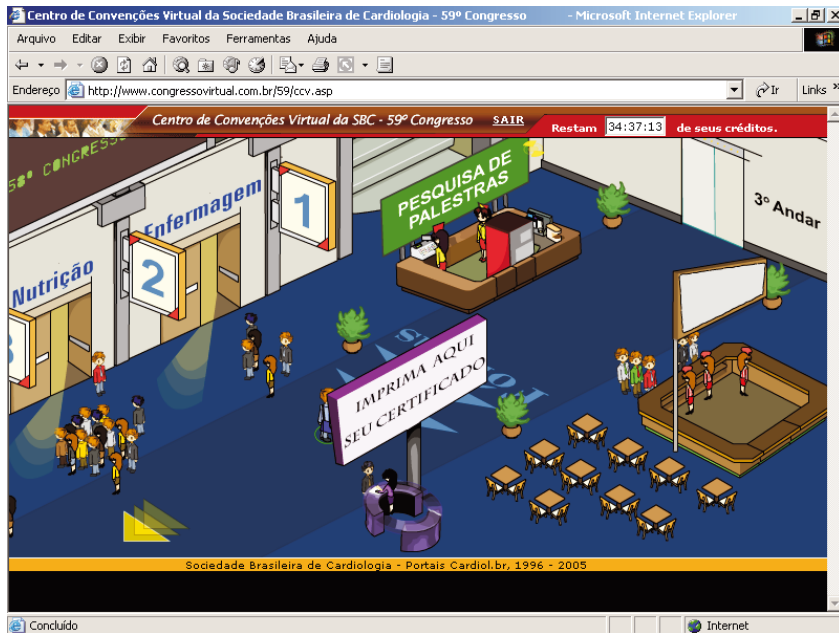 Centro de Convenções Virtual da Sociedade Brasileira de Cardiologia - 59º Congresso - Microsoft Internet Explorer
Arquivo Editar Exibir Favoritos Ferramentas Ajuda
Endereço http://www.congressovirtual.com.br/59/ccv.asp Ir Links »
Centro de Convenções Virtual da SBC - 59º Congresso SAIR Restam 34:37:13 de seus créditos.
58º CONGRESS
PESQUISA DE
PALESTRAS
3º Andar
1
Enfermagem
2
Nutrição
3
IMPRIMA AQUI
SEU CERTIFICADO
Sociedade Brasileira de Cardiologia - Portais Cardiol.br, 1996 - 2005
Concluído Internet